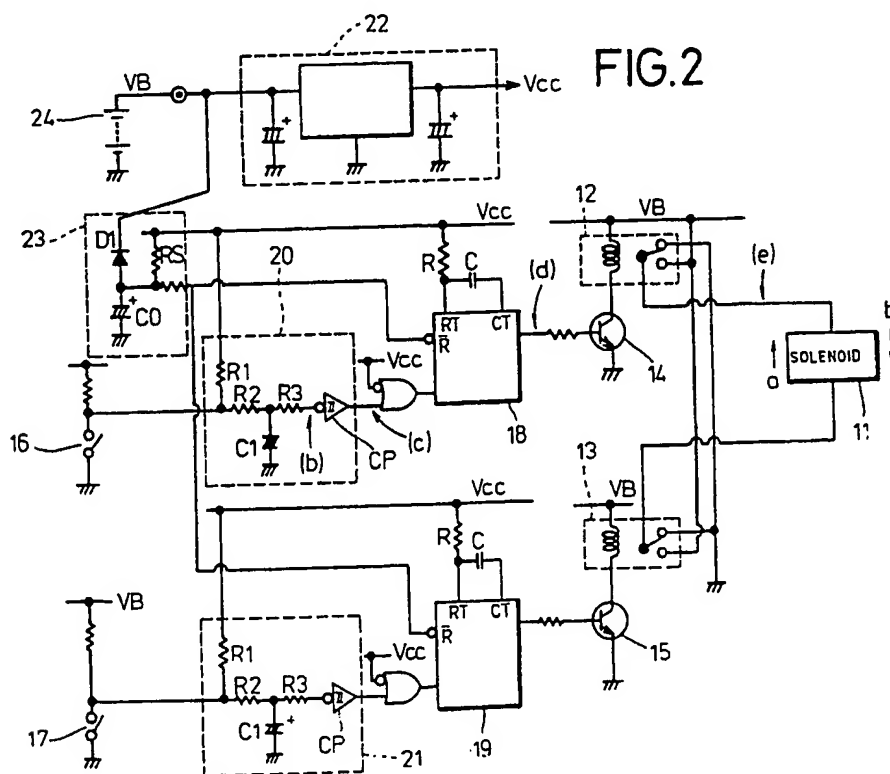 22
FIG.2
VB
Vcc
24
12
VB
23
D1
Vcc
20
RS
R
C
(d)
(e)
C0
RT
CT
R̅
14
SOLENOID
a
11
Vcc
R1
R2
R3
18
16
C1
(b)
CP
(c)
13
VB
Vcc
R
C
VB
RT
CT
R̅
R1
Vcc
15
R2
R3
17
C1
CP
19
21